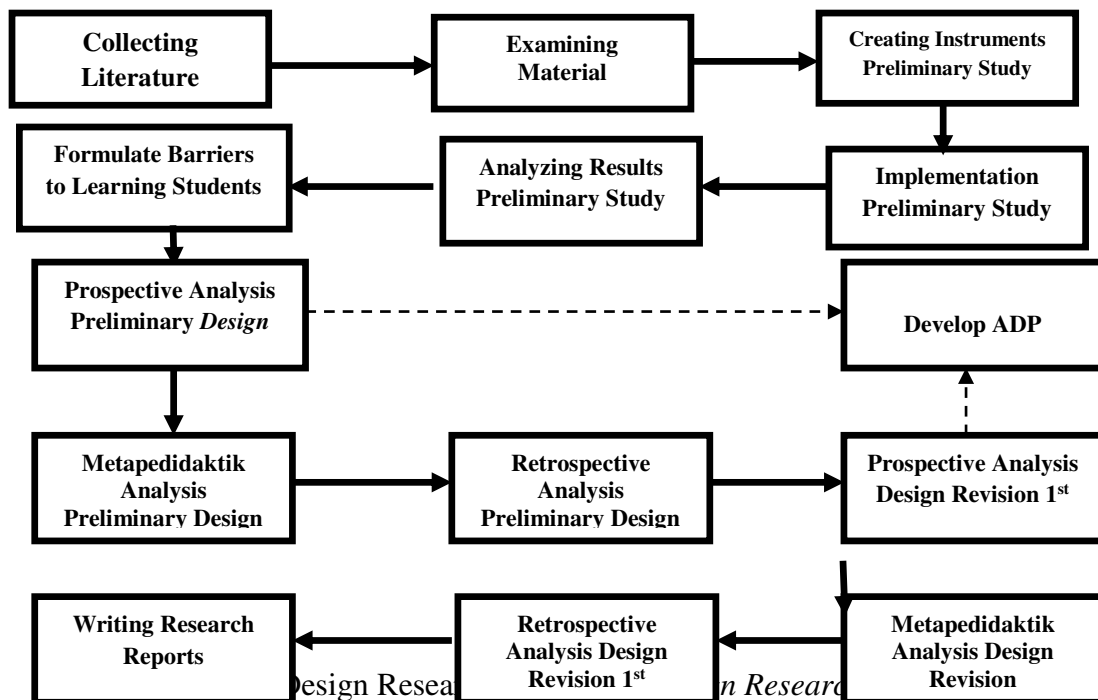 Collecting
Literature
Examining
Material
Creating Instruments
Preliminary Study
Formulate Barriers
to Learning Students
Analyzing Results
Preliminary Study
Implementation
Preliminary Study
Prospective Analysis
Preliminary Design
Develop ADP
Metapedidaktik
Analysis
Preliminary Design
Retrospective
Analysis
Preliminary Design
Prospective Analysis
Design Revision 1st
Writing Research
Reports
Retrospective
Analysis Design
Revision 1st
Metapedidaktik
Analysis Design
Revision
Design